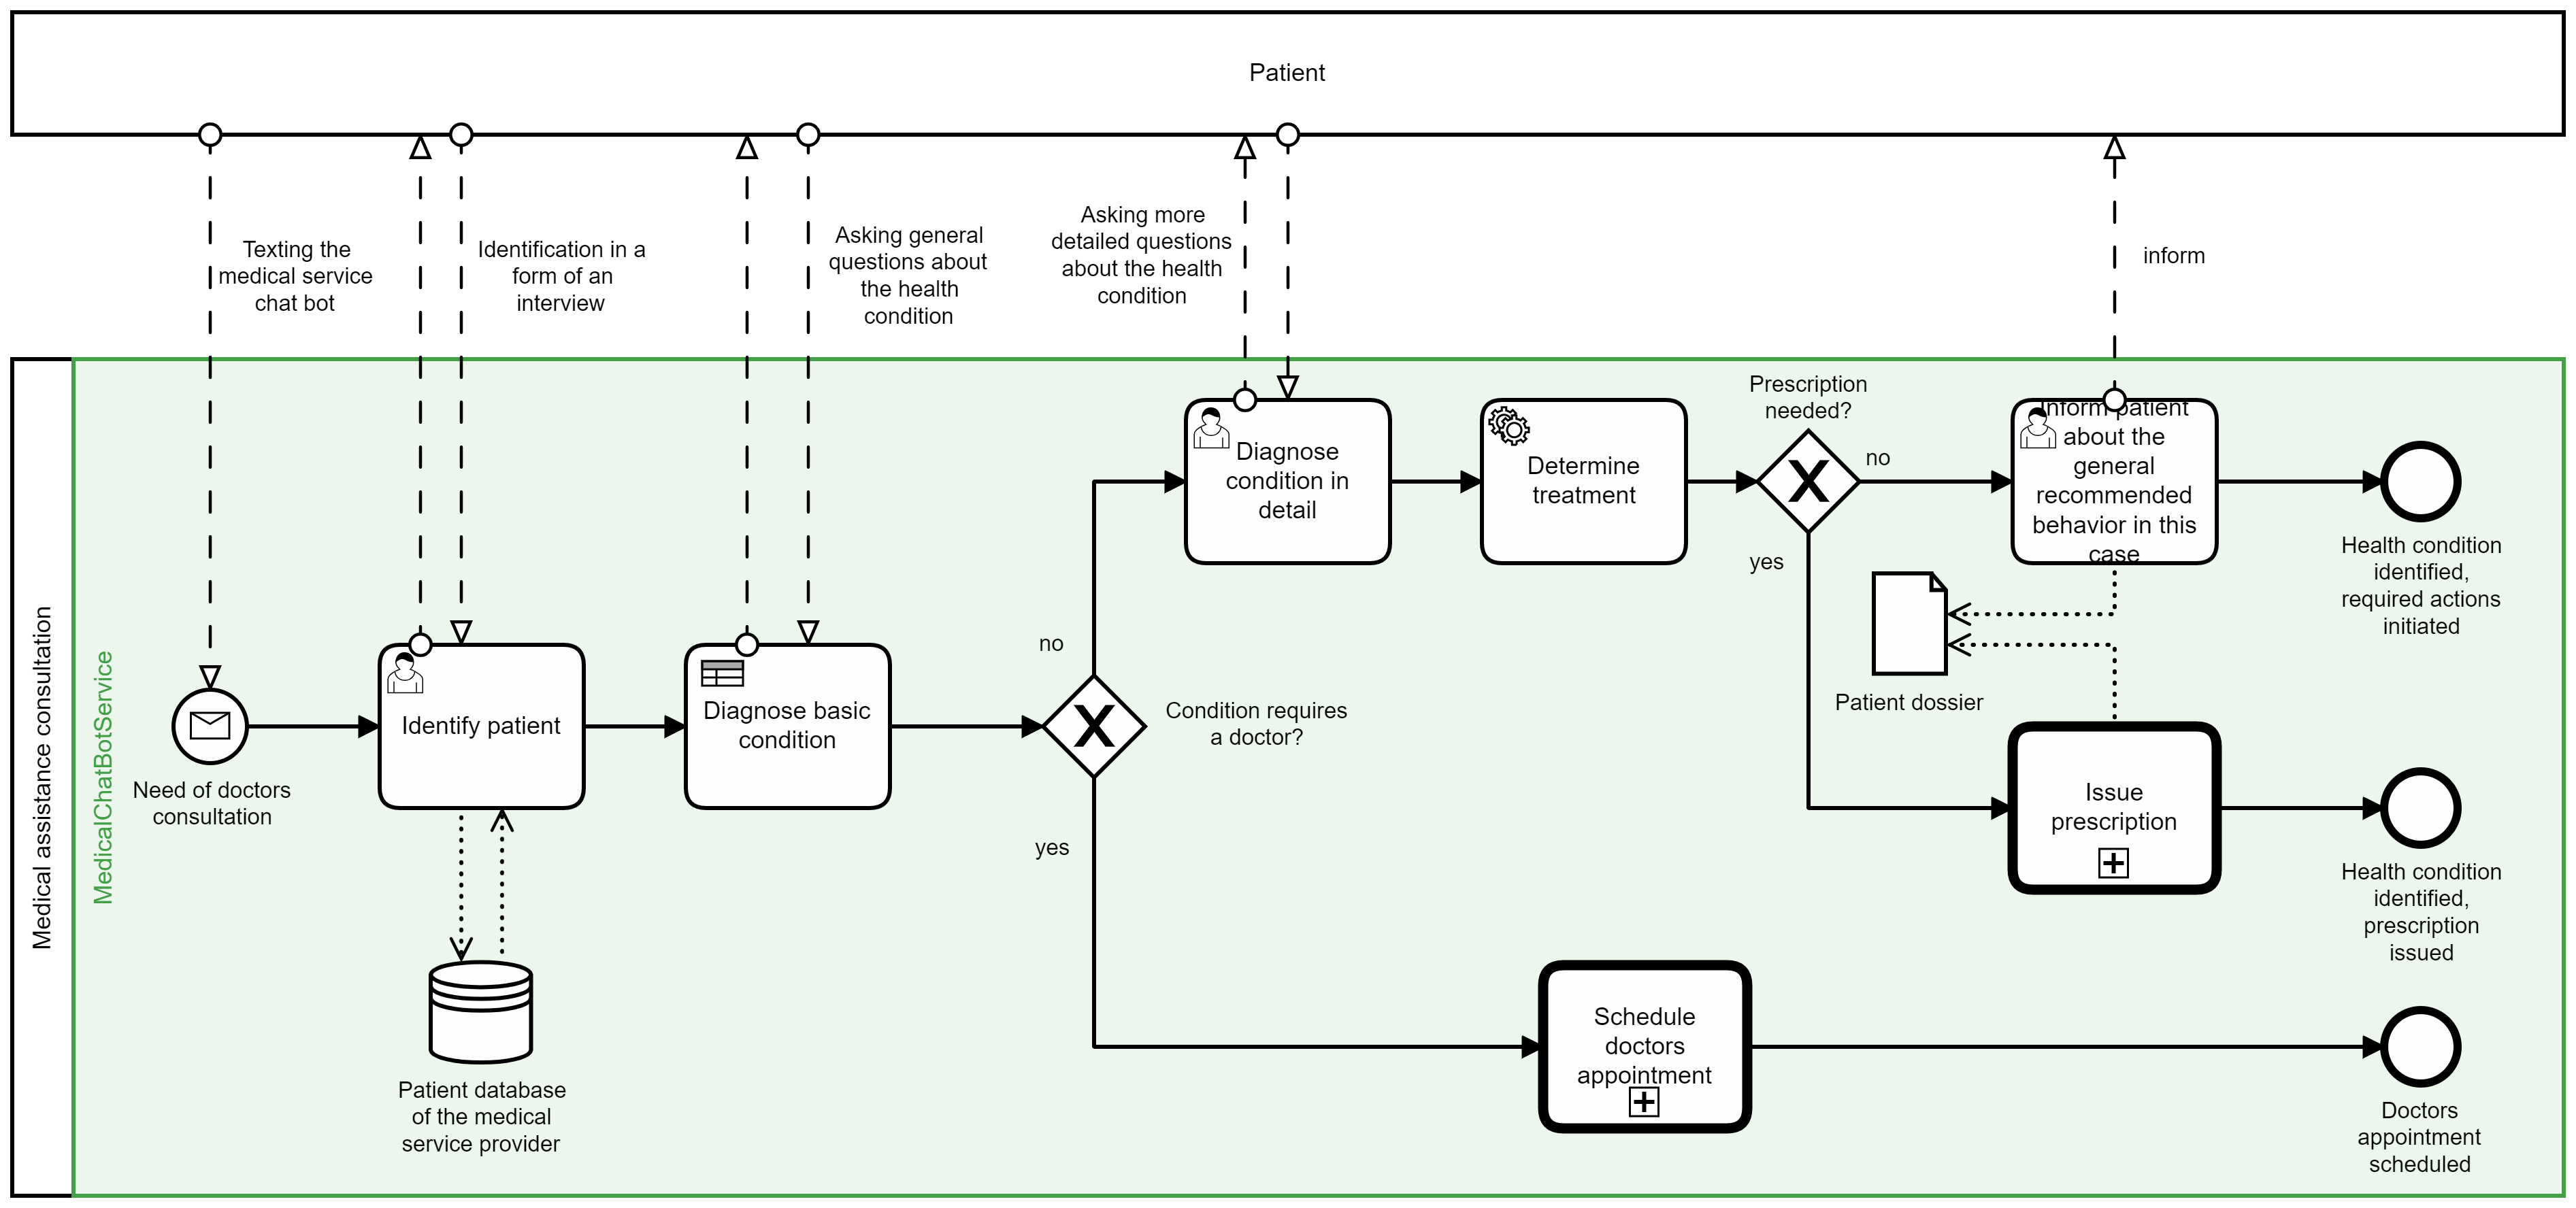 Patient
Texting the
medical service
chat bot
Identification in a
form of an
interview
Asking general
questions about
the health
condition
Asking more
detailed questions
about the health
condition
inform
Medical assistance consultation
MedicalChatBotService
Need of doctors
consultation
Identify patient
Patient database
of the medical
service provider
Diagnose basic
condition
Condition requires
a doctor?
no
yes
Diagnose
condition in
detail
Determine
treatment
Prescription
needed?
no
yes
Inform patient
about the
general
recommended
behavior in this
case
Patient dossier
Issue
prescription
Schedule
doctors
appointment
Health condition
identified,
required actions
initiated
Health condition
identified,
prescription
issued
Doctors
appointment
scheduled